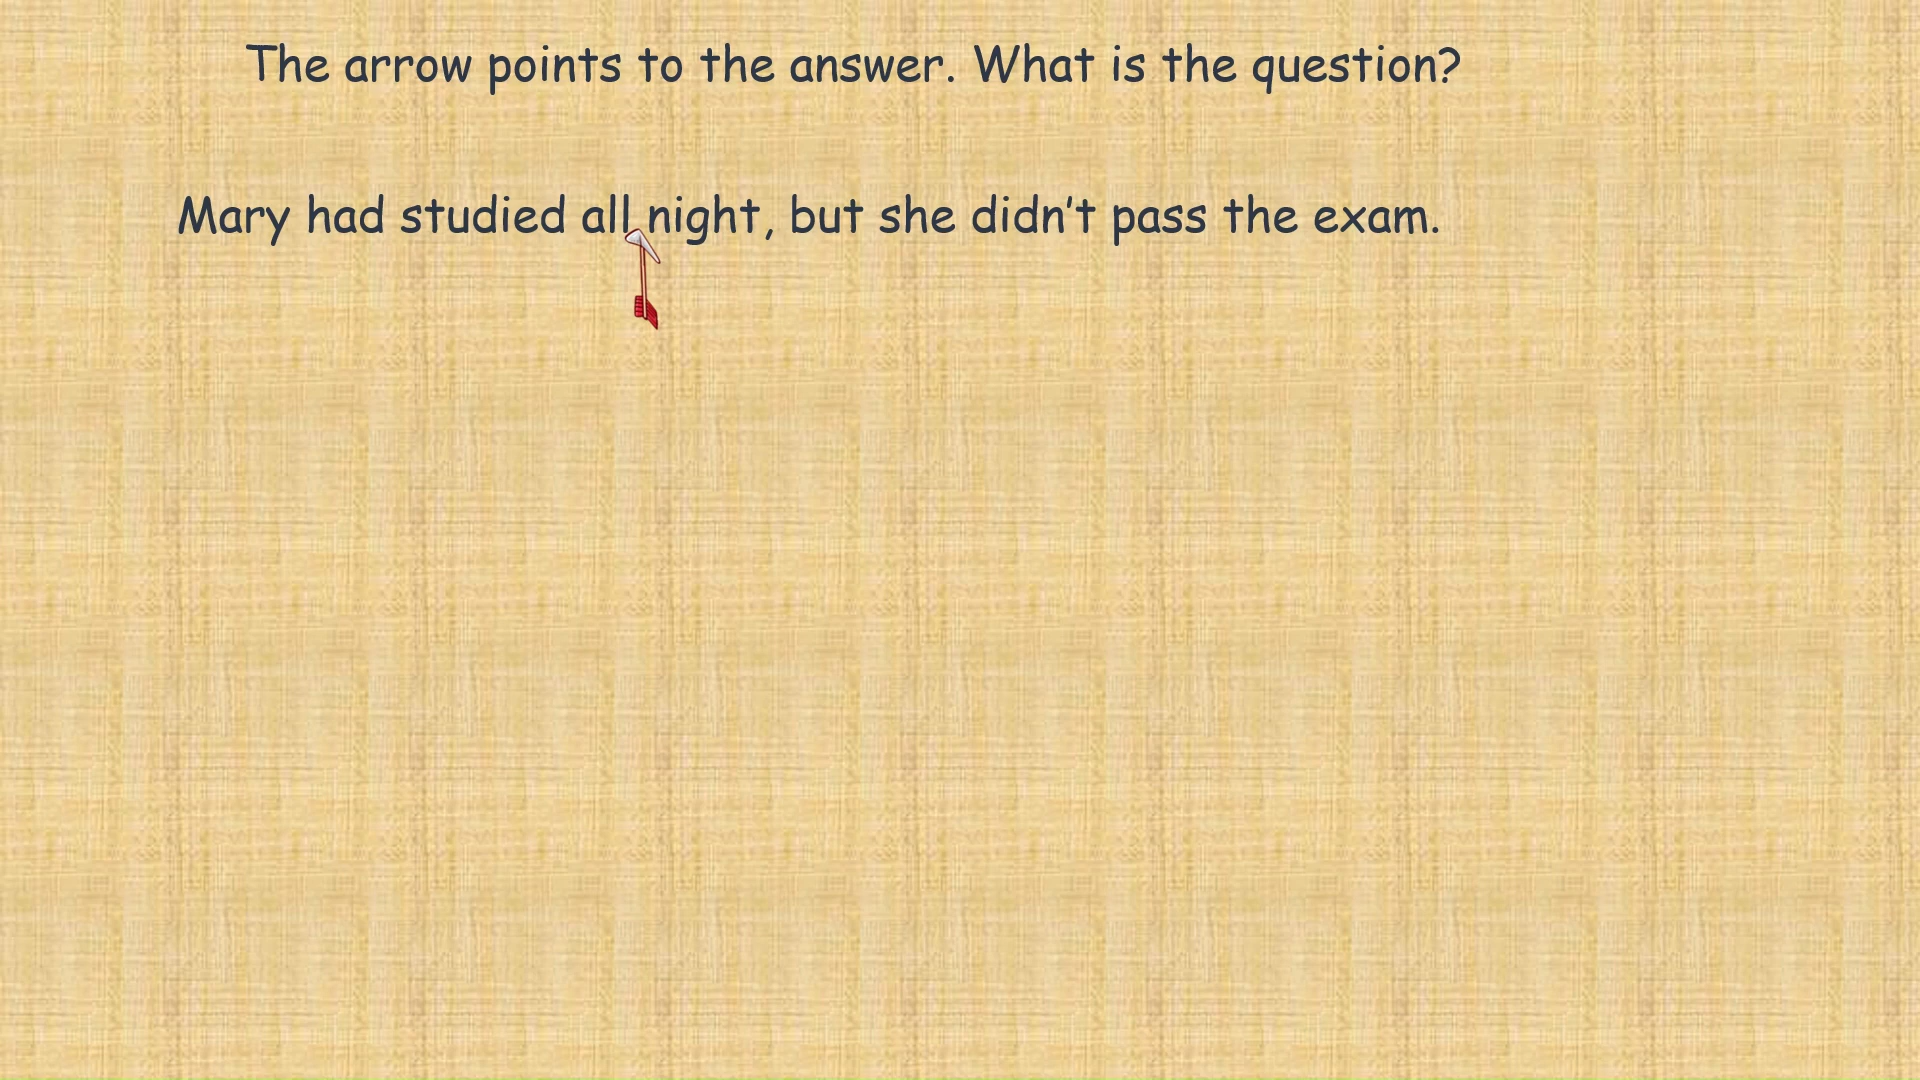 The arrow points to the answer. What is the question?
Mary had studied all night, but she didn’t pass the exam.